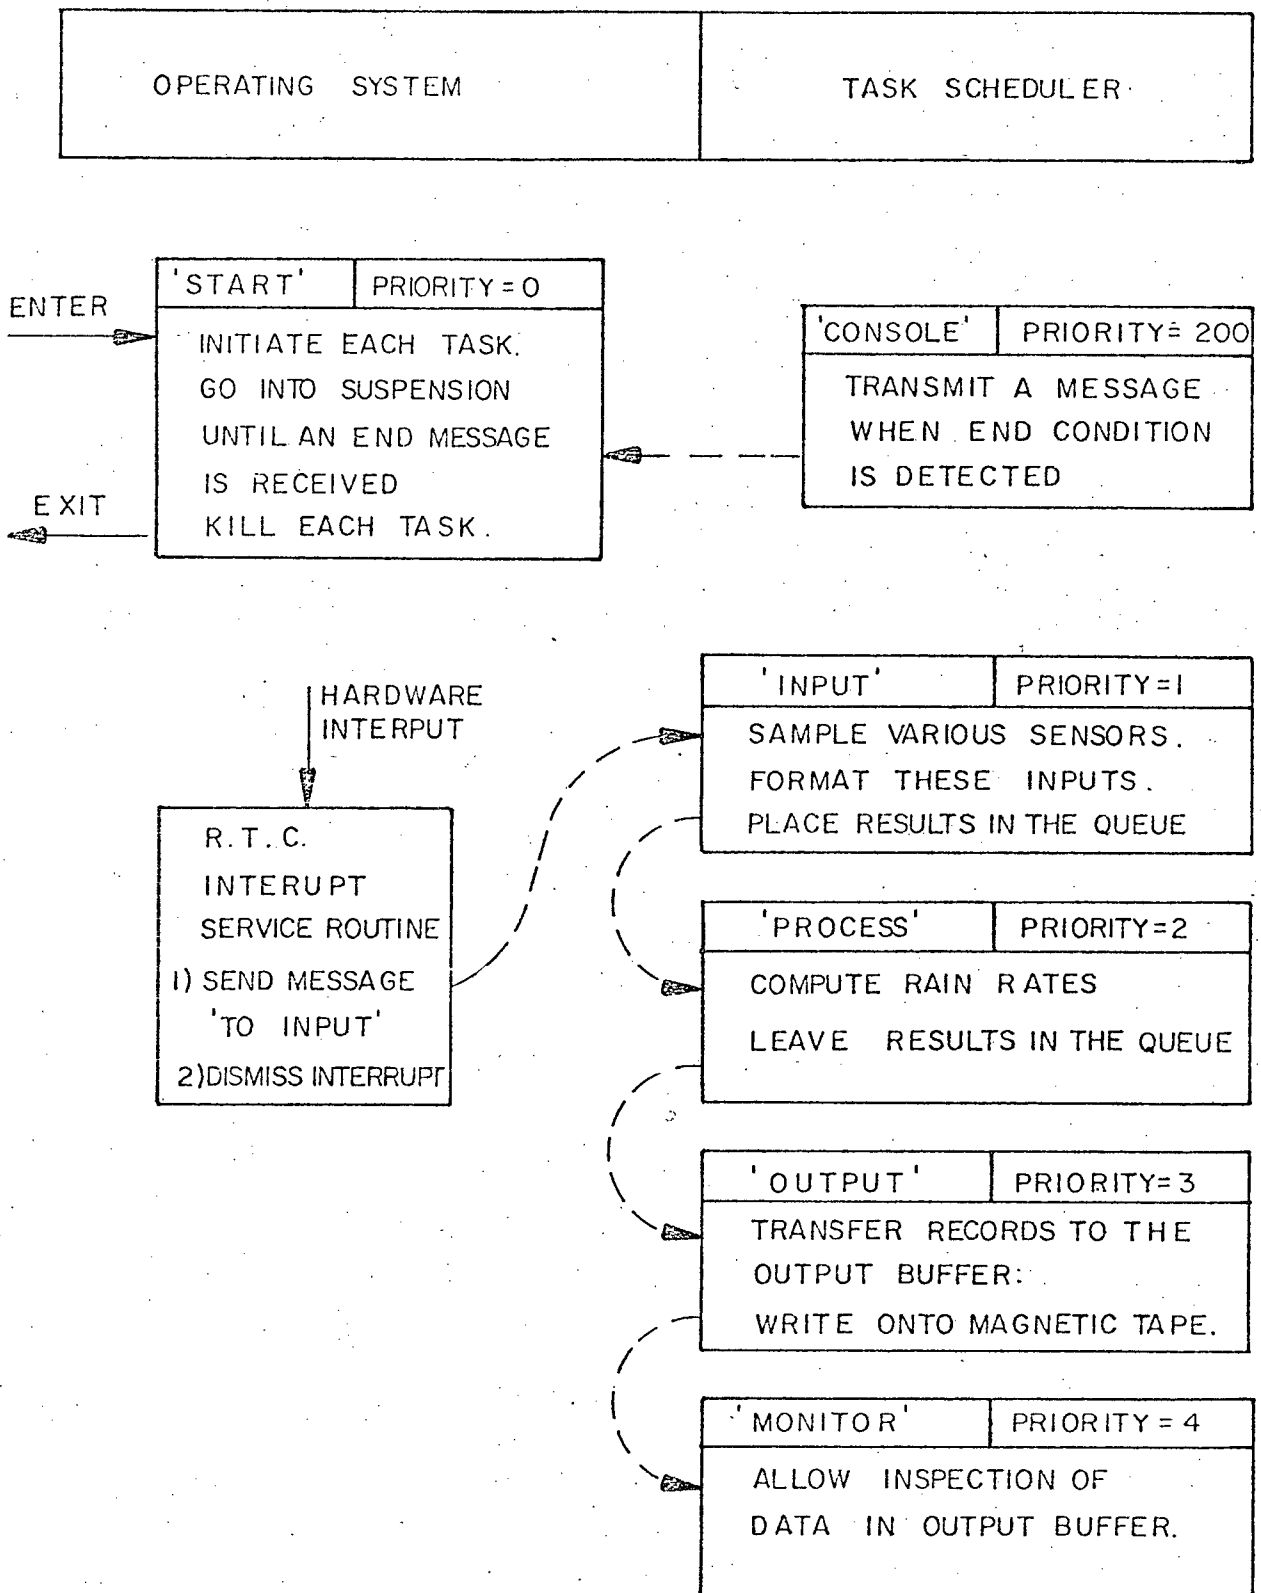 OPERATING SYSTEM
TASK SCHEDULER
'START'
PRIORITY = 0
ENTER
INITIATE EACH TASK.
GO INTO SUSPENSION
UNTIL AN END MESSAGE
IS RECEIVED
KILL EACH TASK.
EXIT
'CONSOLE'
PRIORITY = 200
TRANSMIT A MESSAGE
WHEN END CONDITION
IS DETECTED
HARDWARE
INTERPUT
R.T.C.
INTERUPT
SERVICE ROUTINE
1) SEND MESSAGE
'TO INPUT'
2) DISMISS INTERRUPT
'INPUT'
PRIORITY = 1
SAMPLE VARIOUS SENSORS.
FORMAT THESE INPUTS.
PLACE RESULTS IN THE QUEUE
'PROCESS'
PRIORITY = 2
COMPUTE RAIN RATES
LEAVE RESULTS IN THE QUEUE
'OUTPUT'
PRIORITY = 3
TRANSFER RECORDS TO THE
OUTPUT BUFFER:
WRITE ONTO MAGNETIC TAPE.
'MONITOR'
PRIORITY = 4
ALLOW INSPECTION OF
DATA IN OUTPUT BUFFER.